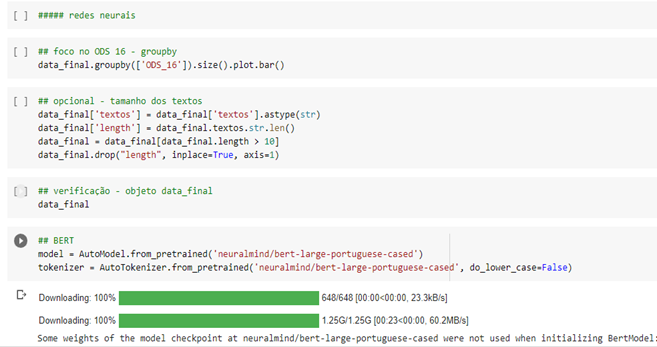 [ ] ##### redes neurais
[ ] ## foco no ODS 16 - groupby
data_final.groupby(['ODS_16']).size().plot.bar()
[ ] ## opcional - tamanho dos textos
data_final['textos'] = data_final['textos'].astype(str)
data_final['length'] = data_final.textos.str.len()
data_final = data_final[data_final.length > 10]
data_final.drop("length", inplace=True, axis=1)
[ ] ## verificação - objeto data_final
data_final
## BERT
model = AutoModel.from_pretrained('neuralmind/bert-large-portuguese-cased')
tokenizer = AutoTokenizer.from_pretrained('neuralmind/bert-large-portuguese-cased', do_lower_case=False)
Downloading: 100% 648/648 [00:00<00:00, 23.3kB/s]
Downloading: 100% 1.25G/1.25G [00:23<00:00, 60.2MB/s]
Some weights of the model checkpoint at neuralmind/bert-large-portuguese-cased were not used when initializing BertModel: